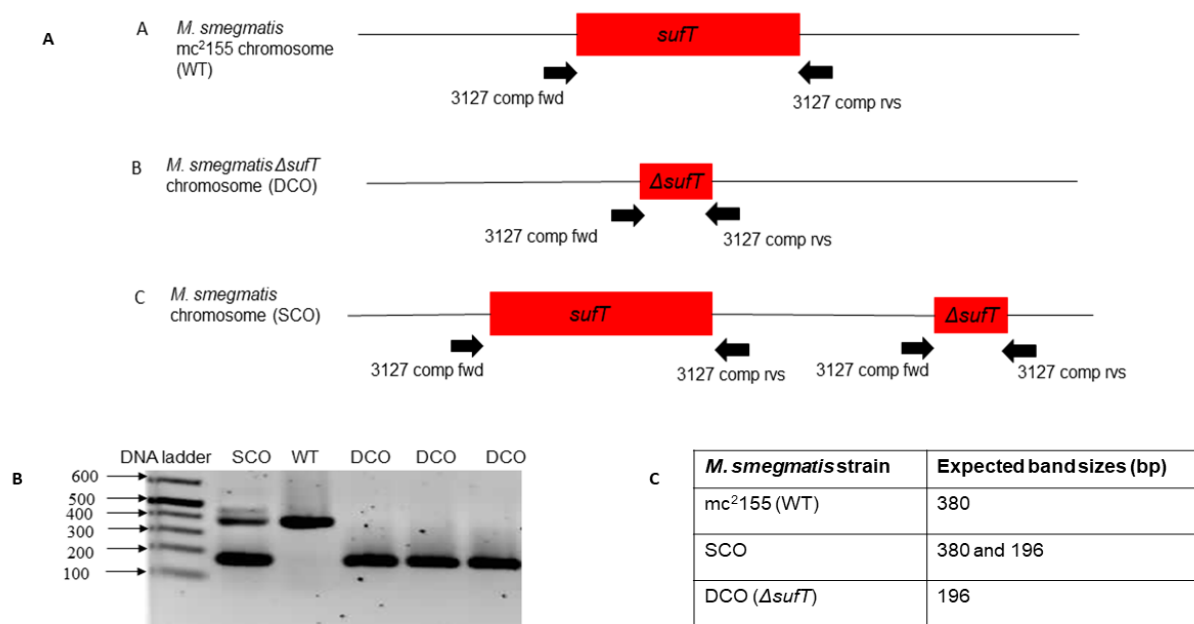 A
A
M. smegmatis
mc²155 chromosome
(WT)
sufT
3127 comp fwd
3127 comp rvs
B
M. smegmatis ΔsufT
chromosome (DCO)
ΔsufT
3127 comp fwd
3127 comp rvs
C
M. smegmatis
chromosome (SCO)
sufT
ΔsufT
3127 comp fwd
3127 comp rvs
3127 comp fwd
3127 comp rvs
B
DNA ladder SCO WT DCO DCO DCO
600
500
400
300
200
100
C
M. smegmatis strain Expected band sizes (bp)
mc²155 (WT) 380
SCO 380 and 196
DCO (ΔsufT) 196